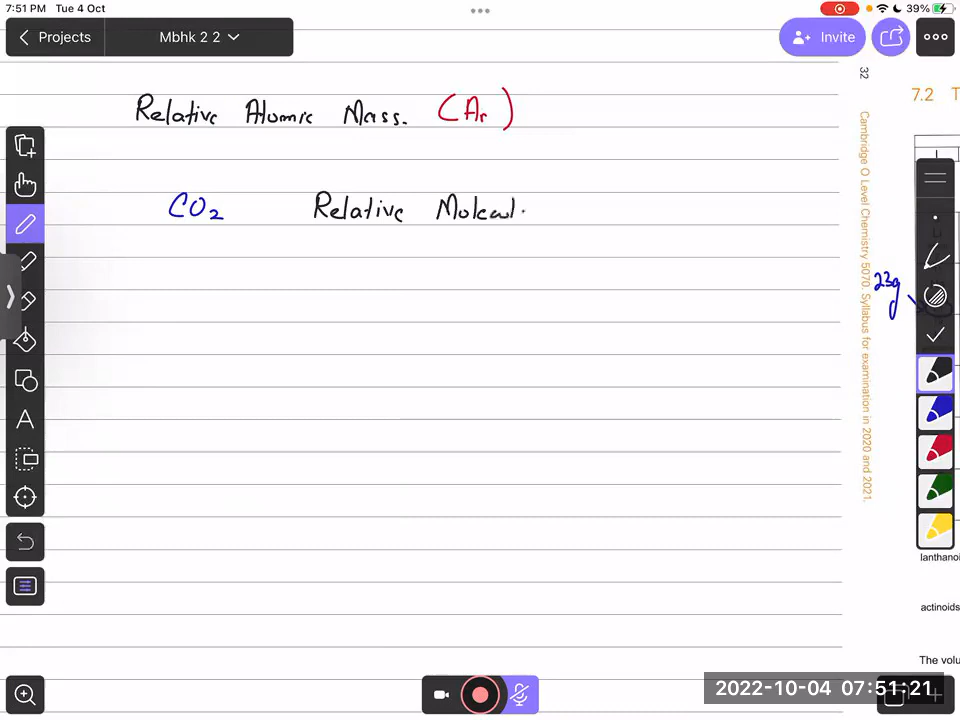 7:51 PM Tue 4 Oct
39%
Projects
Mbhk 2 2
Invite
Relative Atomic Mass. (Ar)
CO2 Relative Molecul.
32
Cambridge O Level Chemistry 5070. Syllabus for examination in 2020 and 2021.
7.2 T
23g
A
lanthanoi
actinoids
The volu
2022-10-04 07:51:21